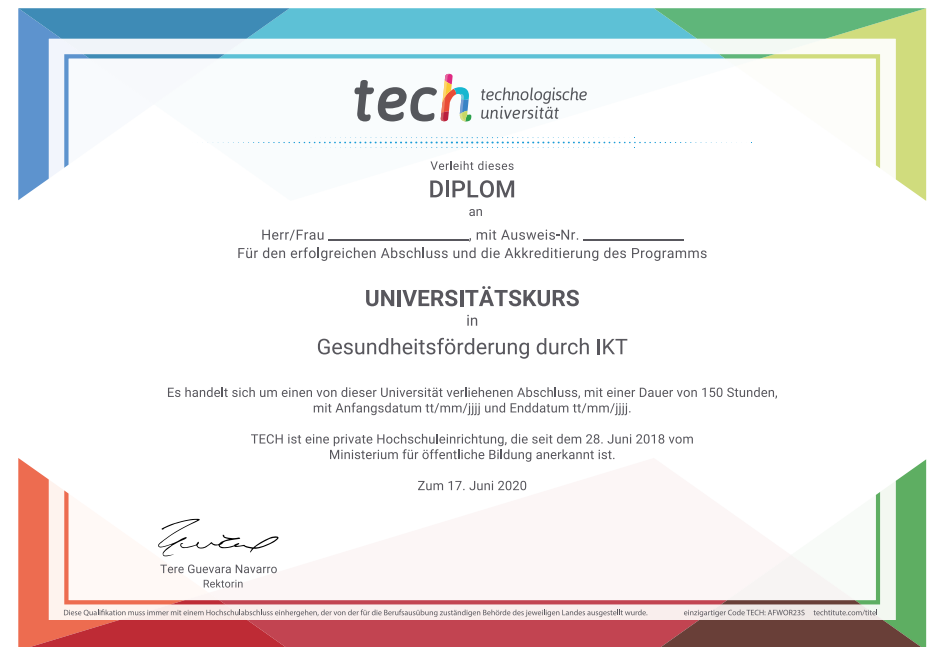 tech technologische
universität
Verleiht dieses
DIPLOM
an
Herr/Frau ____________, mit Ausweis-Nr. ____________
Für den erfolgreichen Abschluss und die Akkreditierung des Programms
UNIVERSITÄTSKURS
in
Gesundheitsförderung durch IKT
Es handelt sich um einen von dieser Universität verliehenen Abschluss, mit einer Dauer von 150 Stunden,
mit Anfangsdatum tt/mm/jjjj und Enddatum tt/mm/jjjj.
TECH ist eine private Hochschuleinrichtung, die seit dem 28. Juni 2018 vom
Ministerium für öffentliche Bildung anerkannt ist.
Zum 17. Juni 2020
Tere Guevara Navarro
Rektorin
Diese Qualifikation muss immer mit einem Hochschulabschluss einhergehen, der von der für die Berufsausübung zuständigen Behörde des jeweiligen Landes ausgestellt wurde. einzigartiger Code TECH: AFWOR23S techtitute.com/titel